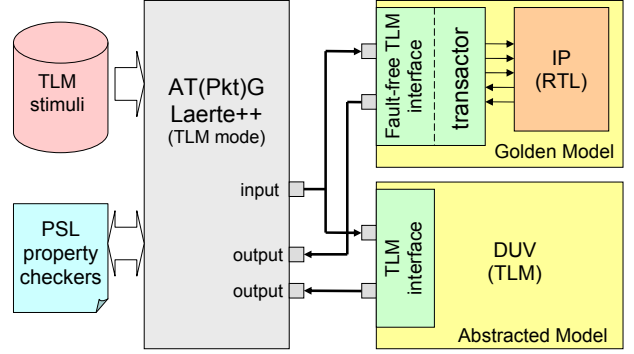 TLM
stimuli
PSL
property
checkers
AT(Pkt)G
Laerte++
(TLM mode)
input
output
output
Fault-free TLM
interface
transactor
IP
(RTL)
Golden Model
TLM
interface
DUV
(TLM)
Abstracted Model